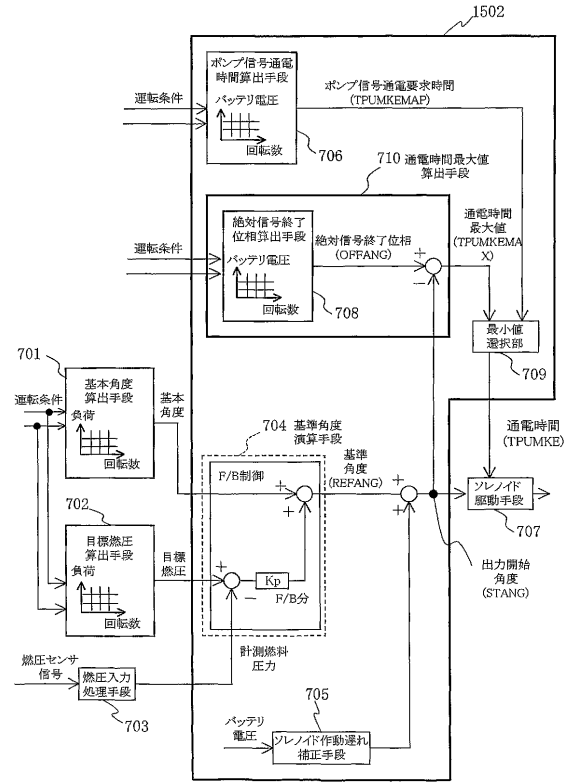 1502
ポンプ信号通電
時間算出手段
バッテリ電圧
回転数
706
運転条件
ポンプ信号通電要求時間
(TPUMKEMAP)
710
通電時間最大値
算出手段
絶対信号終了
位相算出手段
バッテリ電圧
回転数
708
運転条件
絶対信号終了位相
(OFFANG)
+
−
通電時間
最大値
(TPUMKEMA
X)
最小値
選択部
709
701
基本角度
算出手段
負荷
回転数
運転条件
基本
角度
704
基準角度
演算手段
F/B制御
+
+
基準
角度
(REFANG)
+
+
通電時間
(TPUMKE)
ソレノイド
駆動手段
707
702
目標燃圧
算出手段
負荷
回転数
目標
燃圧
+
−
Kp
F/B分
出力開始
角度
(STANG)
計測燃料
圧力
燃圧センサ
信号
燃圧入力
処理手段
703
バッテリ
電圧
705
ソレノイド作動遅れ
補正手段